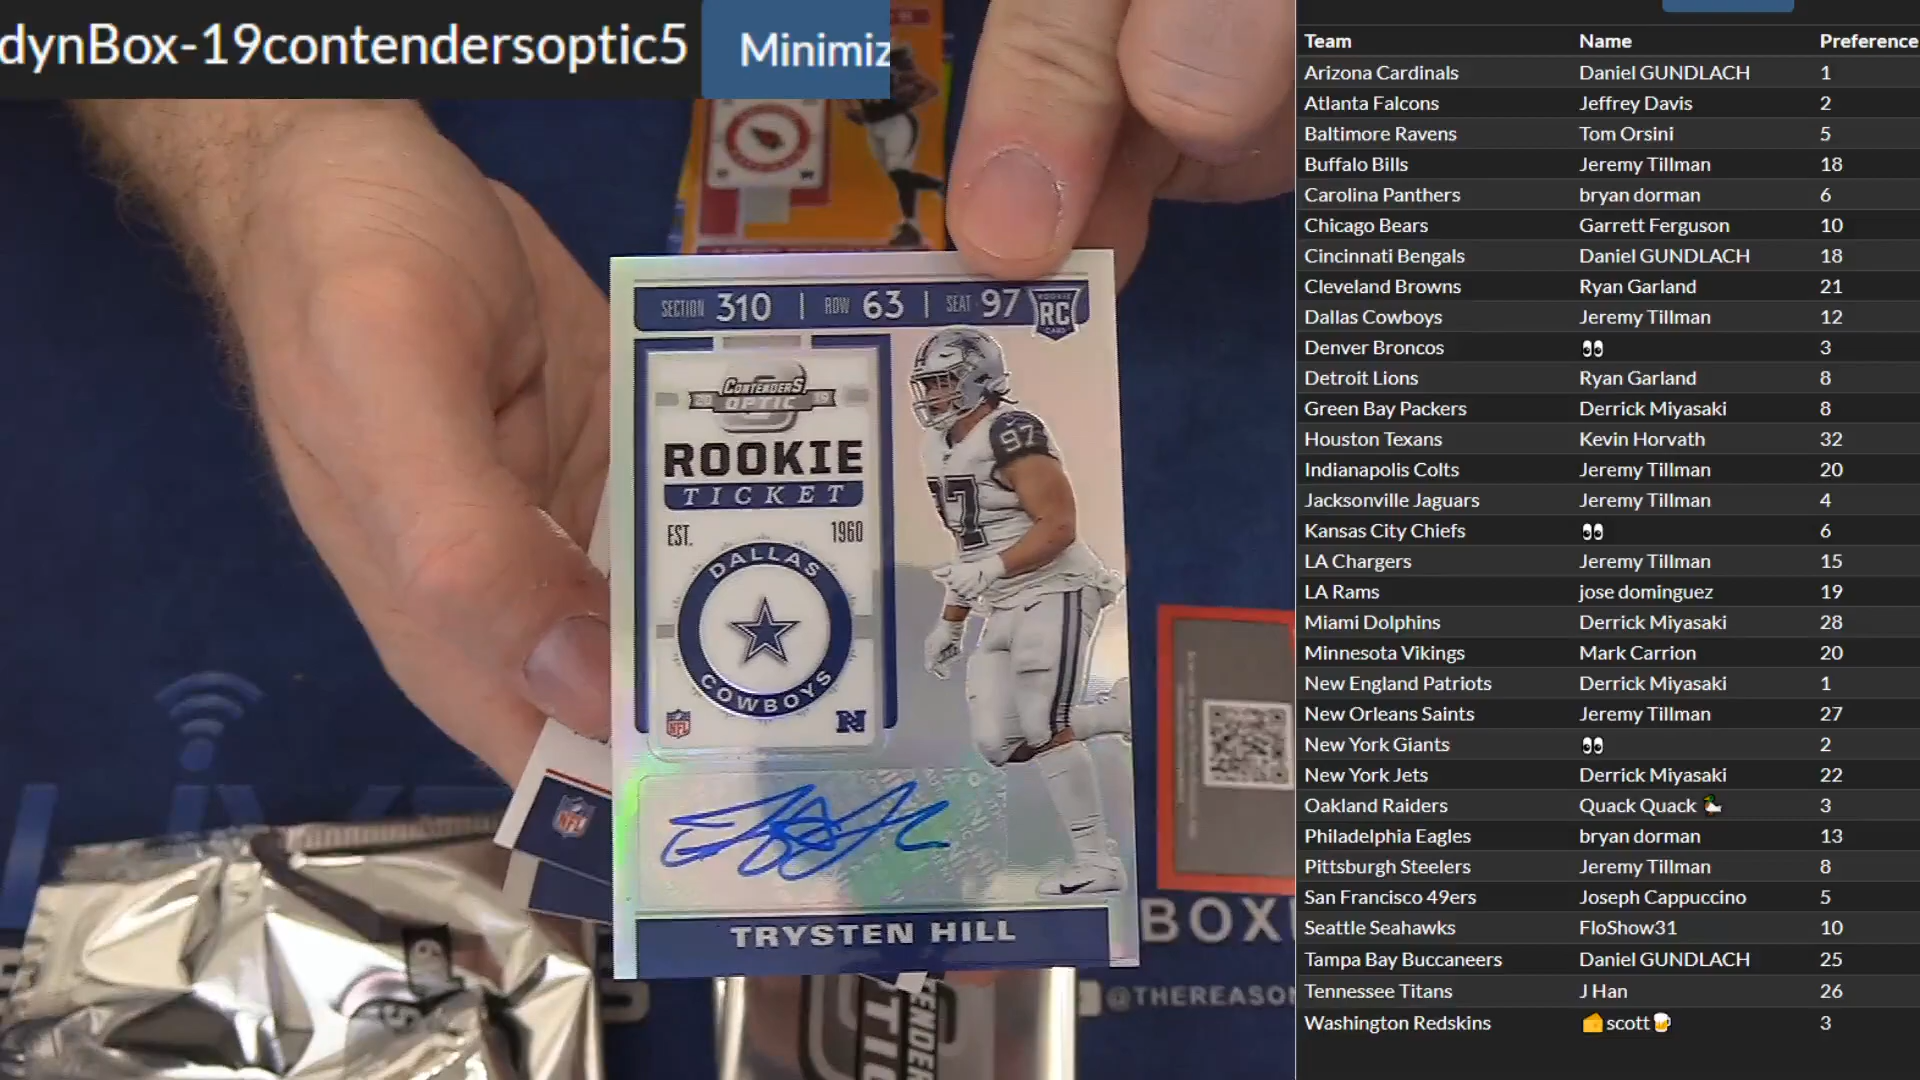 dynBox-19contendersoptic5 Minimiz
SECTION 310 | ROW 63 | SEAT 97
ROOKIE
RC
CARD
CONTENDERS
20 OPTIC 19
ROOKIE
TICKET
EST. 1960
DALLAS
COWBOYS
NFL
N
97
97
TRYSTEN HILL
NFL
BOX
@THEREASO
Team Name Preference
Arizona Cardinals Daniel GUNDLACH 1
Atlanta Falcons Jeffrey Davis 2
Baltimore Ravens Tom Orsini 5
Buffalo Bills Jeremy Tillman 18
Carolina Panthers bryan dorman 6
Chicago Bears Garrett Ferguson 10
Cincinnati Bengals Daniel GUNDLACH 18
Cleveland Browns Ryan Garland 21
Dallas Cowboys Jeremy Tillman 12
Denver Broncos 👀 3
Detroit Lions Ryan Garland 8
Green Bay Packers Derrick Miyasaki 8
Houston Texans Kevin Horvath 32
Indianapolis Colts Jeremy Tillman 20
Jacksonville Jaguars Jeremy Tillman 4
Kansas City Chiefs 👀 6
LA Chargers Jeremy Tillman 15
LA Rams jose dominguez 19
Miami Dolphins Derrick Miyasaki 28
Minnesota Vikings Mark Carrion 20
New England Patriots Derrick Miyasaki 1
New Orleans Saints Jeremy Tillman 27
New York Giants 👀 2
New York Jets Derrick Miyasaki 22
Oakland Raiders Quack Quack 🦆 3
Philadelphia Eagles bryan dorman 13
Pittsburgh Steelers Jeremy Tillman 8
San Francisco 49ers Joseph Cappuccino 5
Seattle Seahawks FloShow31 10
Tampa Bay Buccaneers Daniel GUNDLACH 25
Tennessee Titans J Han 26
Washington Redskins 🧀scott🍺 3